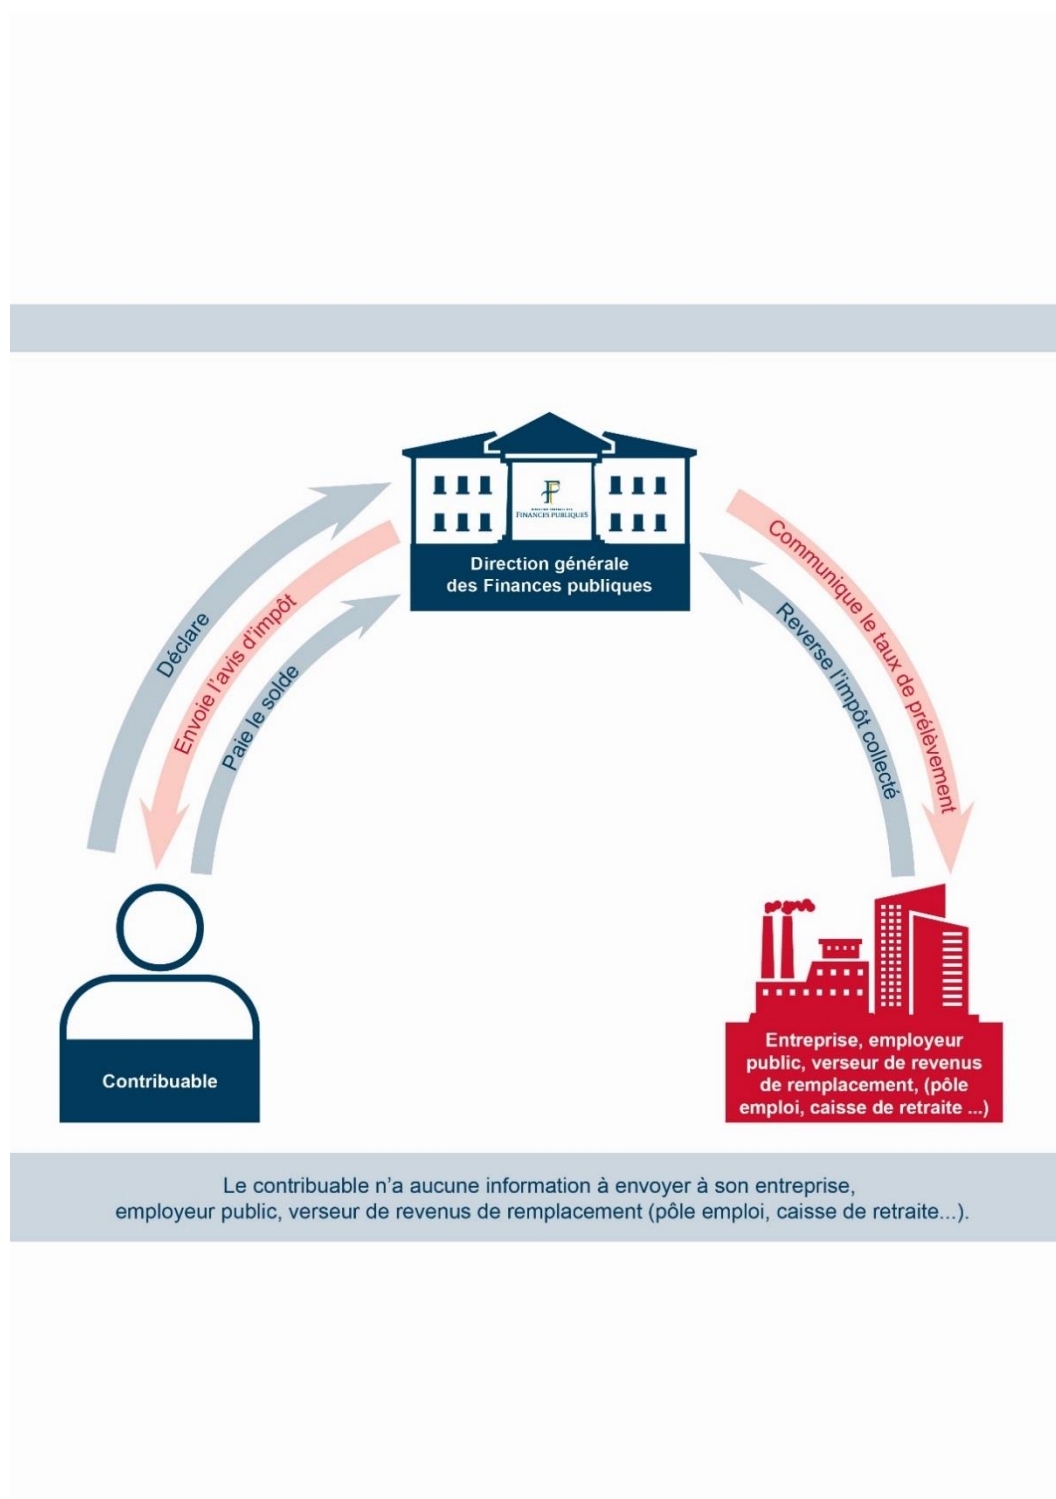 FINANCES PUBLIQUES
Direction générale
des Finances publiques
Déclare
Envoie l'avis d'impôt
Paie le solde
Communique le taux de prélèvement
Reverse l'impôt collecté
Contribuable
Entreprise, employeur
public, verseur de revenus
de remplacement, (pôle
emploi, caisse de retraite ...)
Le contribuable n'a aucune information à envoyer à son entreprise,
employeur public, verseur de revenus de remplacement (pôle emploi, caisse de retraite...).